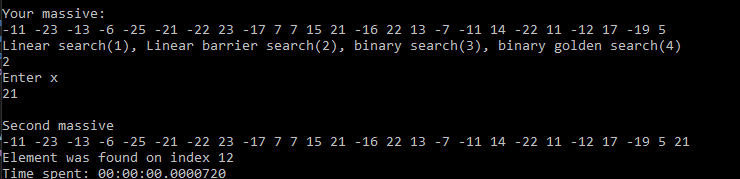 Your massive:
-11 -23 -13 -6 -25 -21 -22 23 -17 7 7 15 21 -16 22 13 -7 -11 14 -22 11 -12 17 -19 5
Linear search(1), Linear barrier search(2), binary search(3), binary golden search(4)
2
Enter x
21
Second massive
-11 -23 -13 -6 -25 -21 -22 23 -17 7 7 15 21 -16 22 13 -7 -11 14 -22 11 -12 17 -19 5 21
Element was found on index 12
Time spent: 00:00:00.0000720